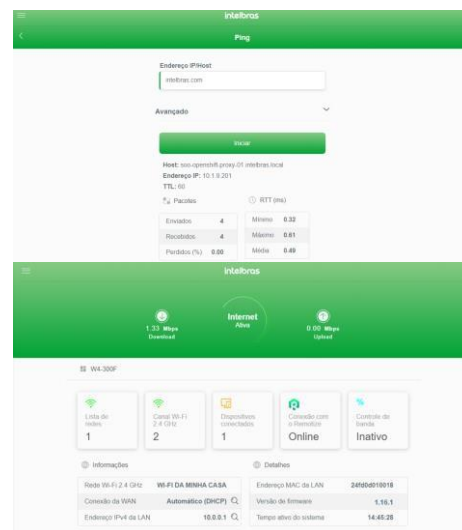 intelbras
Ping
Endereço IP/Host
intelbras.com
Avançado
Iniciar
Host: sos-openshift-proxy-01.intelbras.local
Endereço IP: 10.1.9.201
TTL: 60
Pacotes
RTT (ms)
Enviados 4
Mínimo 0.32
Recebidos 4
Máximo 0.61
Perdidos (%) 0.00
Média 0.49
intelbras
Internet
Ativa
1.33 Mbps
Download
0.00 Mbps
Upload
W4-300F
Lista de redes
1
Canal Wi-Fi 2.4 GHz
2
Dispositivos conectados
1
Conexão com o Remotize
Online
Controle de banda
Inativo
Informações
Detalhes
Rede Wi-Fi 2.4 GHz WI-FI DA MINHA CASA
Endereço MAC da LAN 24fd0d018018
Conexão da WAN Automático (DHCP)
Versão do firmware 1.16.1
Endereço IPv4 da LAN 10.0.0.1
Tempo ativo do sistema 14:45:28